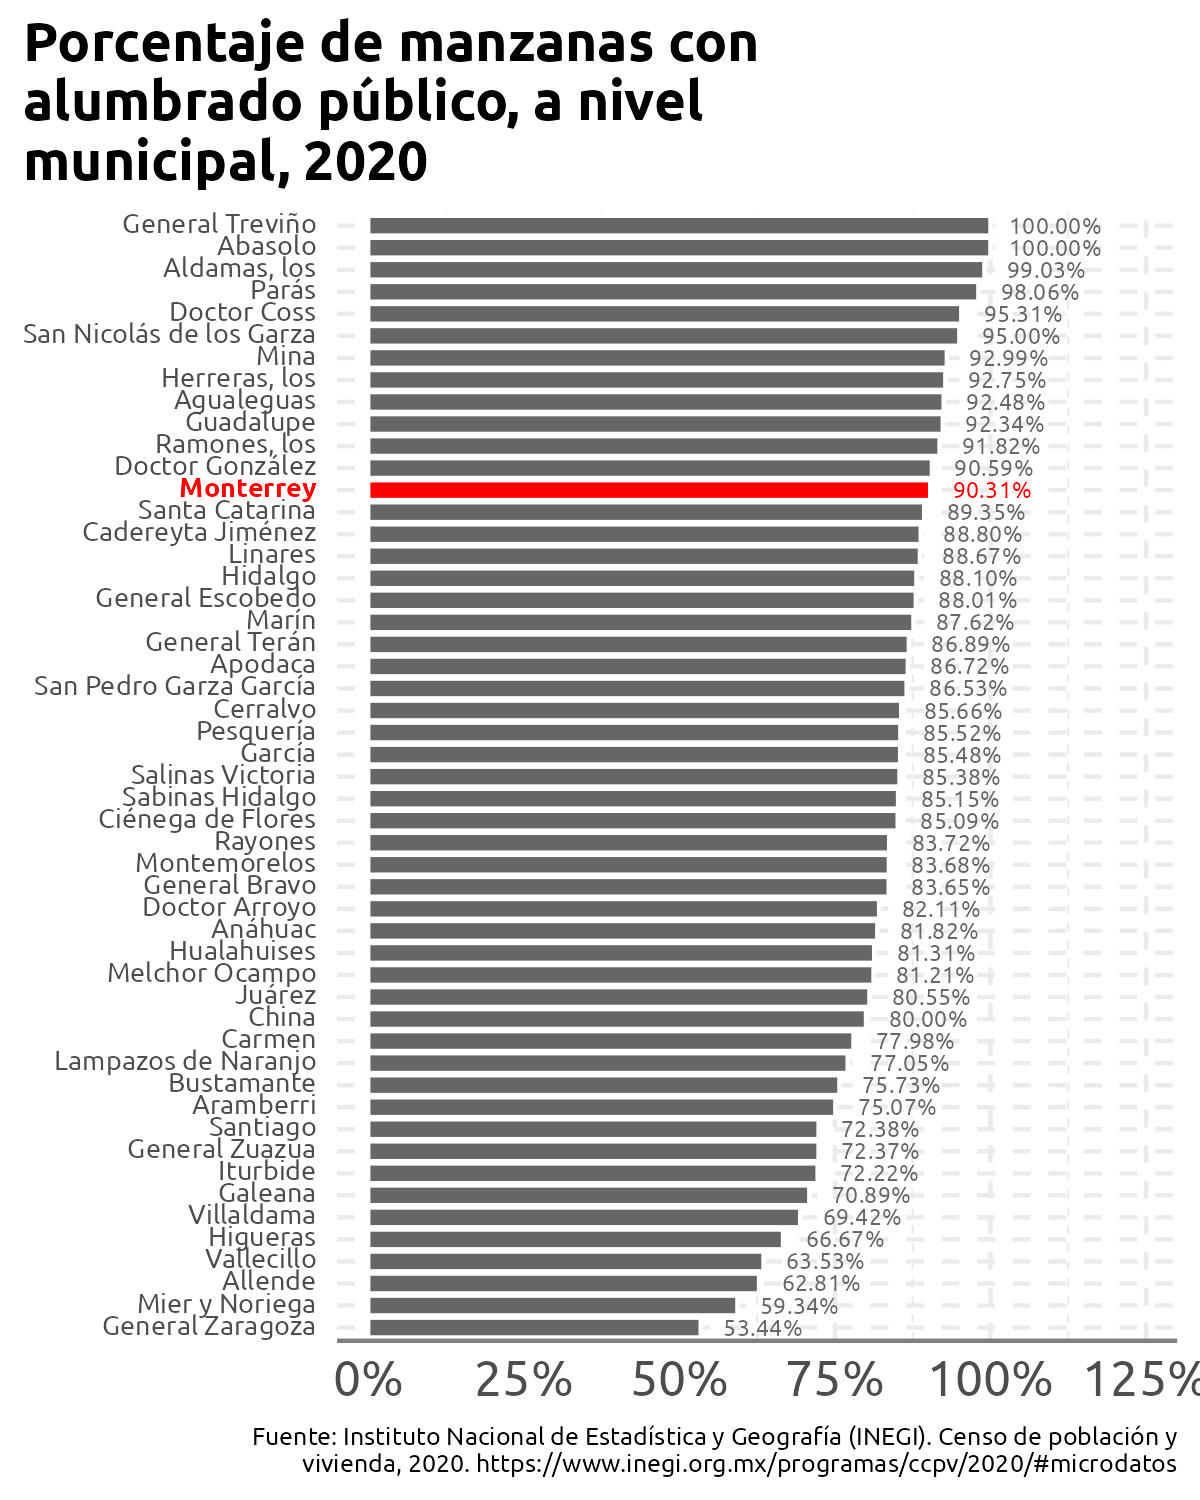 Porcentaje de manzanas con
alumbrado público, a nivel
municipal, 2020
General Treviño 100.00%
Abasolo 100.00%
Aldamas, los 99.03%
Parás 98.06%
Doctor Coss 95.31%
San Nicolás de los Garza 95.00%
Mina 92.99%
Herreras, los 92.75%
Agualeguas 92.48%
Guadalupe 92.34%
Ramones, los 91.82%
Doctor González 90.59%
Monterrey 90.31%
Santa Catarina 89.35%
Cadereyta Jiménez 88.80%
Linares 88.67%
Hidalgo 88.10%
General Escobedo 88.01%
Marín 87.62%
General Terán 86.89%
Apodaca 86.72%
San Pedro Garza García 86.53%
Cerralvo 85.66%
Pesquería 85.52%
García 85.48%
Salinas Victoria 85.38%
Sabinas Hidalgo 85.15%
Ciénega de Flores 85.09%
Rayones 83.72%
Montemorelos 83.68%
General Bravo 83.65%
Doctor Arroyo 82.11%
Anáhuac 81.82%
Hualahuises 81.31%
Melchor Ocampo 81.21%
Juárez 80.55%
China 80.00%
Carmen 77.98%
Lampazos de Naranjo 77.05%
Bustamante 75.73%
Aramberri 75.07%
Santiago 72.38%
General Zuazua 72.37%
Iturbide 72.22%
Galeana 70.89%
Villaldama 69.42%
Higueras 66.67%
Vallecillo 63.53%
Allende 62.81%
Mier y Noriega 59.34%
General Zaragoza 53.44%
0% 25% 50% 75% 100% 125%
Fuente: Instituto Nacional de Estadística y Geografía (INEGI). Censo de población y
vivienda, 2020. https://www.inegi.org.mx/programas/ccpv/2020/#microdatos